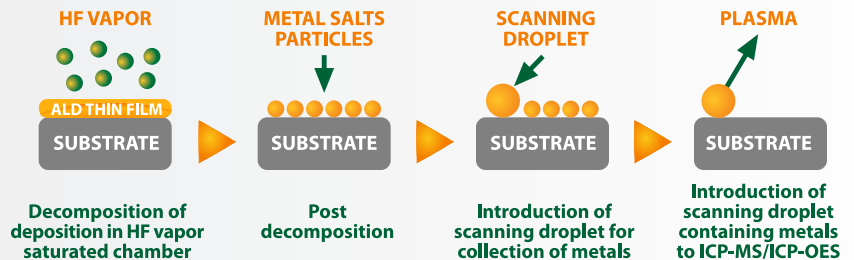 HF VAPOR
ALD THIN FILM
SUBSTRATE
Decomposition of
deposition in HF vapor
saturated chamber
METAL SALTS
PARTICLES
SUBSTRATE
Post
decomposition
SCANNING
DROPLET
SUBSTRATE
Introduction of
scanning droplet for
collection of metals
PLASMA
SUBSTRATE
Introduction of
scanning droplet
containing metals
to ICP-MS/ICP-OES